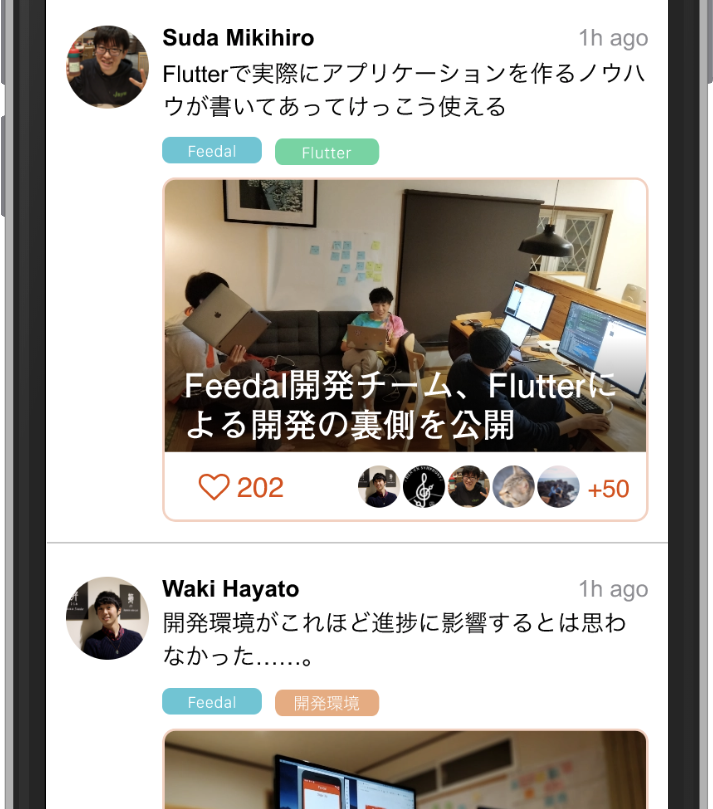 Suda Mikihiro
1h ago
Flutterで実際にアプリケーションを作るノウハ
ウが書いてあってけっこう使える
Feedal
Flutter
Feedal開発チーム、Flutterに
よる開発の裏側を公開
202
+50
Waki Hayato
1h ago
開発環境がこれほど進捗に影響するとは思わ
なかった……。
Feedal
開発環境